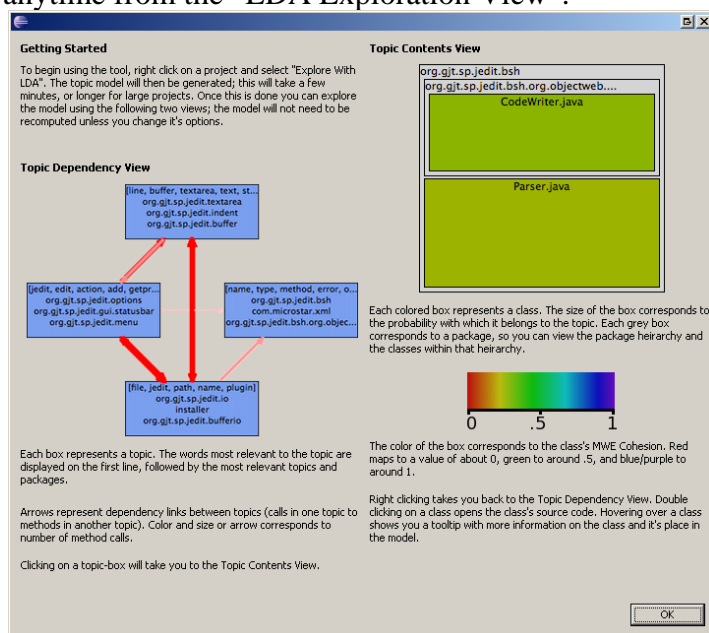 anytime from the "LDA Exploration View".
Getting Started
To begin using the tool, right click on a project and select "Explore With
LDA". The topic model will then be generated; this will take a few
minutes, or longer for large projects. Once this is done you can explore
the model using the following two views; the model will not need to be
recomputed unless you change it's options.
Topic Dependency View
[line, buffer, textarea, text, st...
org.gjt.sp.jedit.textarea
org.gjt.sp.jedit.indent
org.gjt.sp.jedit.buffer
[jedit, edit, action, add, getpr...
org.gjt.sp.jedit.options
org.gjt.sp.jedit.gui.statusbar
org.gjt.sp.jedit.menu
[name, type, method, error, o...
org.gjt.sp.jedit.bsh
com.microstar.xml
org.gjt.sp.jedit.bsh.org.objec...
[file, jedit, path, name, plugin]
org.gjt.sp.jedit.io
installer
org.gjt.sp.jedit.bufferio
Each box represents a topic. The words most relevant to the topic are
displayed on the first line, followed by the most relevant topics and
packages.
Arrows represent dependency links between topics (calls in one topic to
methods in another topic). Color and size or arrow corresponds to
number of method calls.
Clicking on a topic-box will take you to the Topic Contents View.
Topic Contents View
org.gjt.sp.jedit.bsh
org.gjt.sp.jedit.bsh.org.objectweb....
CodeWriter.java
Parser.java
Each colored box represents a class. The size of the box corresponds to
the probability with which it belongs to the topic. Each grey box
corresponds to a package, so you can view the package heirarchy and
the classes within that heirarchy.
0 .5 1
The color of the box corresponds to the class's MWE Cohesion. Red
maps to a value of about 0, green to around .5, and blue/purple to
around 1.
Right clicking takes you back to the Topic Dependency View. Double
clicking on a class opens the class's source code. Hovering over a class
shows you a tooltip with more information on the class and it's place in
the model.
OK